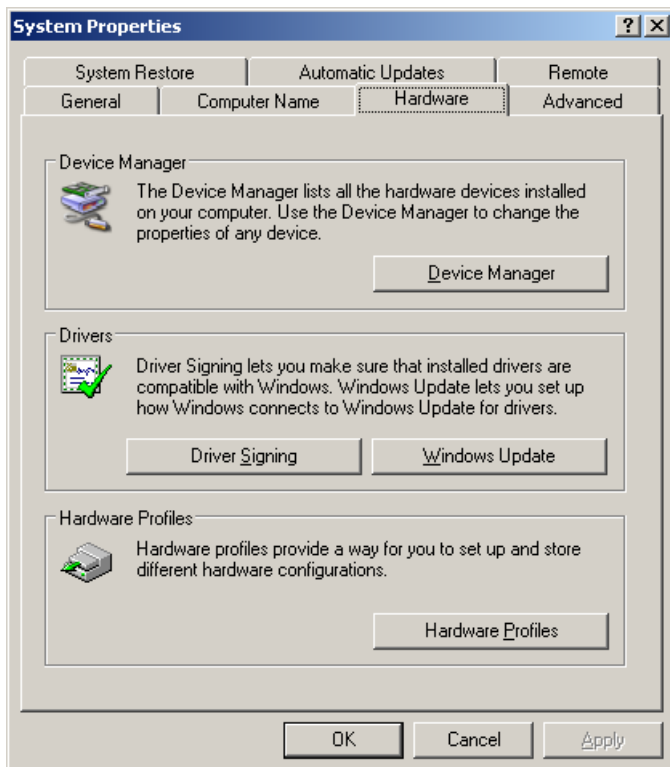 System Properties
System Restore
Automatic Updates
Remote
General
Computer Name
Hardware
Advanced
Device Manager
The Device Manager lists all the hardware devices installed
on your computer. Use the Device Manager to change the
properties of any device.
Device Manager
Drivers
Driver Signing lets you make sure that installed drivers are
compatible with Windows. Windows Update lets you set up
how Windows connects to Windows Update for drivers.
Driver Signing
Windows Update
Hardware Profiles
Hardware profiles provide a way for you to set up and store
different hardware configurations.
Hardware Profiles
OK
Cancel
Apply